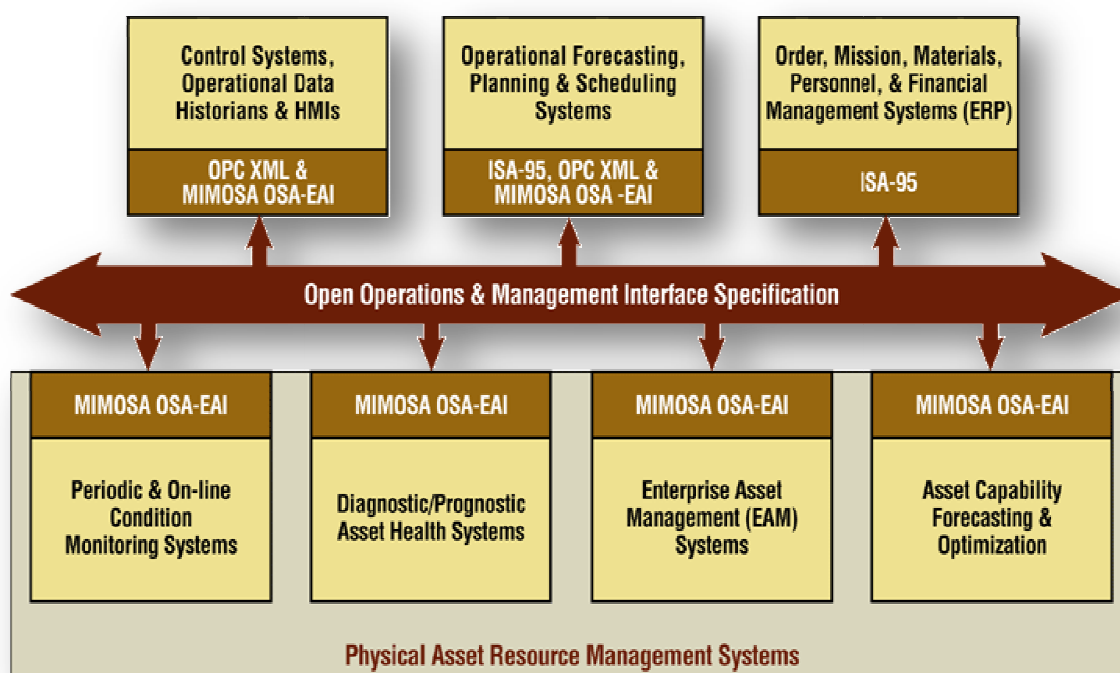 Control Systems,
Operational Data
Historians & HMIs
OPC XML &
MIMOSA OSA-EAI
Operational Forecasting,
Planning & Scheduling
Systems
ISA-95, OPC XML &
MIMOSA OSA -EAI
Order, Mission, Materials,
Personnel, & Financial
Management Systems (ERP)
ISA-95
Open Operations & Management Interface Specification
MIMOSA OSA-EAI
Periodic & On-line
Condition
Monitoring Systems
MIMOSA OSA-EAI
Diagnostic/Prognostic
Asset Health Systems
MIMOSA OSA-EAI
Enterprise Asset
Management (EAM)
Systems
MIMOSA OSA-EAI
Asset Capability
Forecasting &
Optimization
Physical Asset Resource Management Systems